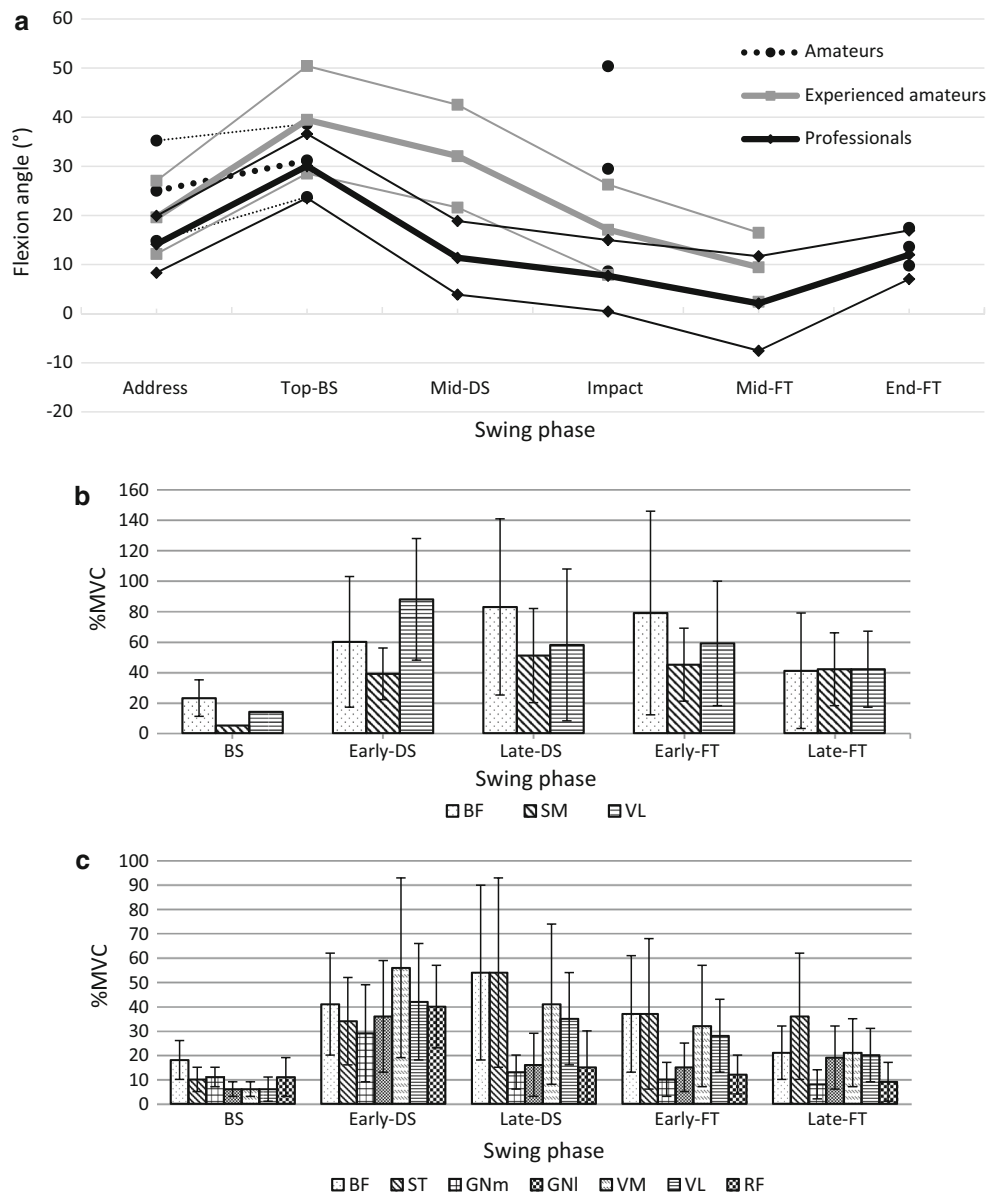 a
60
50
40
30
20
10
0
-10
-20
Flexion angle (°)
Amateurs
Experienced amateurs
Professionals
Address Top-BS Mid-DS Impact Mid-FT End-FT
Swing phase
b
160
140
120
100
80
60
40
20
0
%MVC
BS Early-DS Late-DS Early-FT Late-FT
Swing phase
BF SM VL
c
100
90
80
70
60
50
40
30
20
10
0
%MVC
BS Early-DS Late-DS Early-FT Late-FT
Swing phase
BF ST GNm GNl VM VL RF